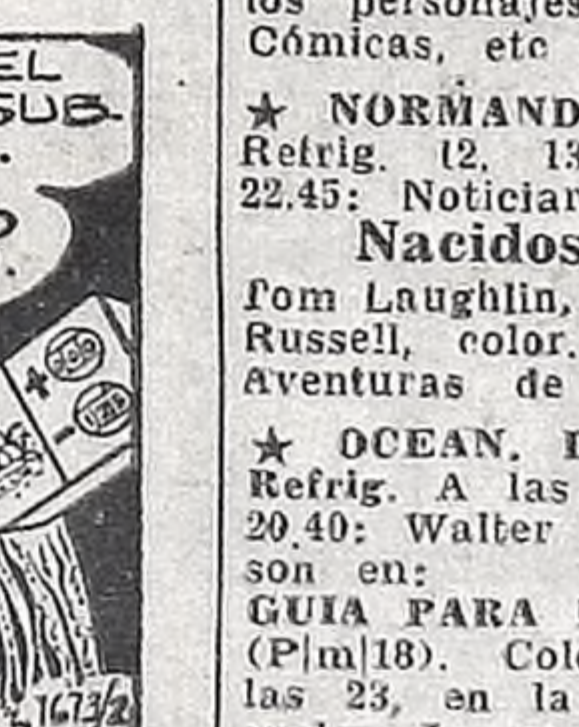 EL
SUB-
.
los personajes
Cómicas, etc
★ NORMAND
Refrig. 12, 13
22.45: Noticiar
Nacidos
Tom Laughlin,
Russell, color.
Aventuras de
★ OCEAN.
Refrig. A las
20.40: Walter
son en:
GUIA PARA
(P|m|18). Colo
las 23, en la
1673/2